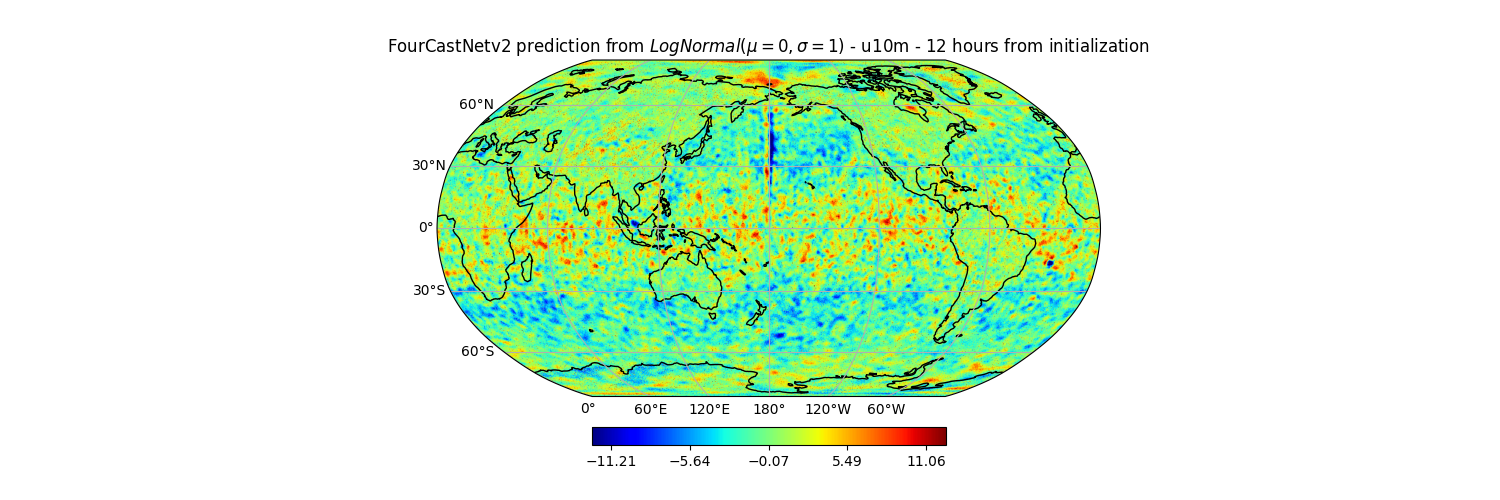 FourCastNetv2 prediction from LogNormal(μ = 0, σ = 1) - u10m - 12 hours from initialization
60°N
30°N
0°
30°S
60°S
0° 60°E 120°E 180° 120°W 60°W
−11.21 −5.64 −0.07 5.49 11.06